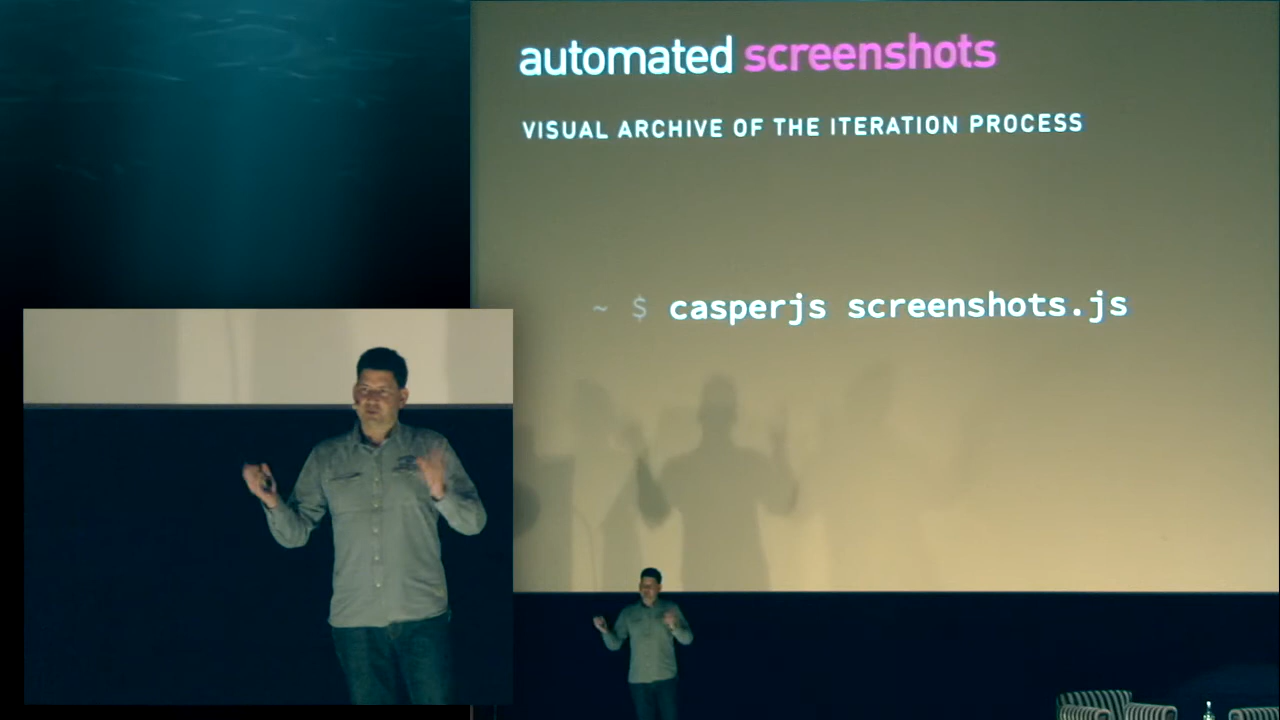 automated screenshots
VISUAL ARCHIVE OF THE ITERATION PROCESS
~ $ casperjs screenshots.js